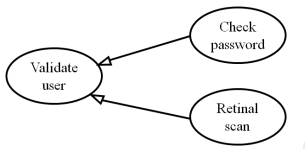 Check
password
Validate
user
Retinal
scan